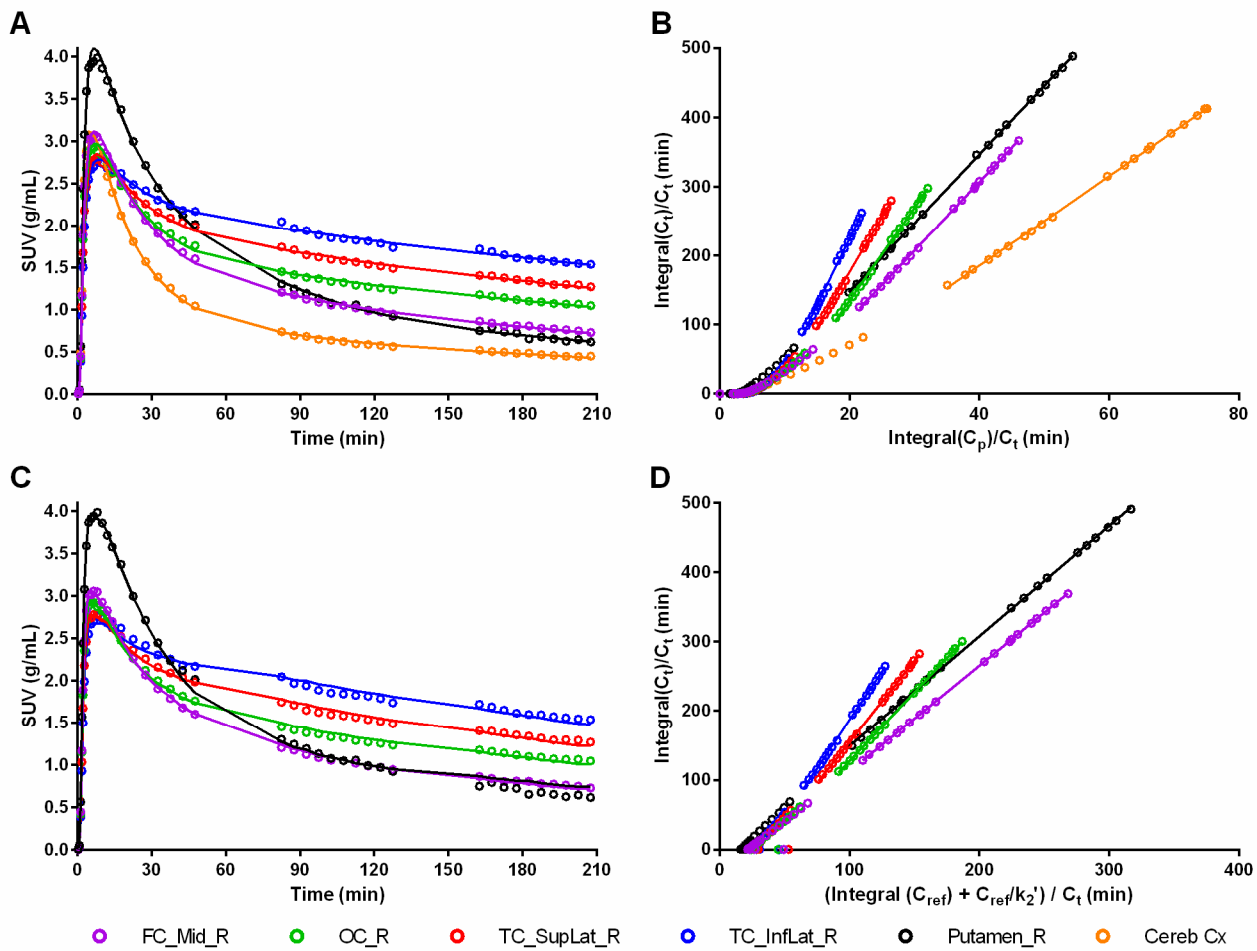 A
B
4.0
3.5
3.0
2.5
2.0
1.5
1.0
0.5
0.0
SUV (g/mL)
0 30 60 90 120 150 180 210
Time (min)
500
400
300
200
100
0
Integral(Ct)/Ct (min)
0 20 40 60 80
Integral(Cp)/Ct (min)
C
D
4.0
3.5
3.0
2.5
2.0
1.5
1.0
0.5
0.0
SUV (g/mL)
0 30 60 90 120 150 180 210
Time (min)
500
400
300
200
100
0
Integral(Ct)/Ct (min)
0 100 200 300 400
(Integral (Cref) + Cref/k2') / Ct (min)
FC_Mid_R OC_R TC_SupLat_R TC_InfLat_R Putamen_R Cereb Cx